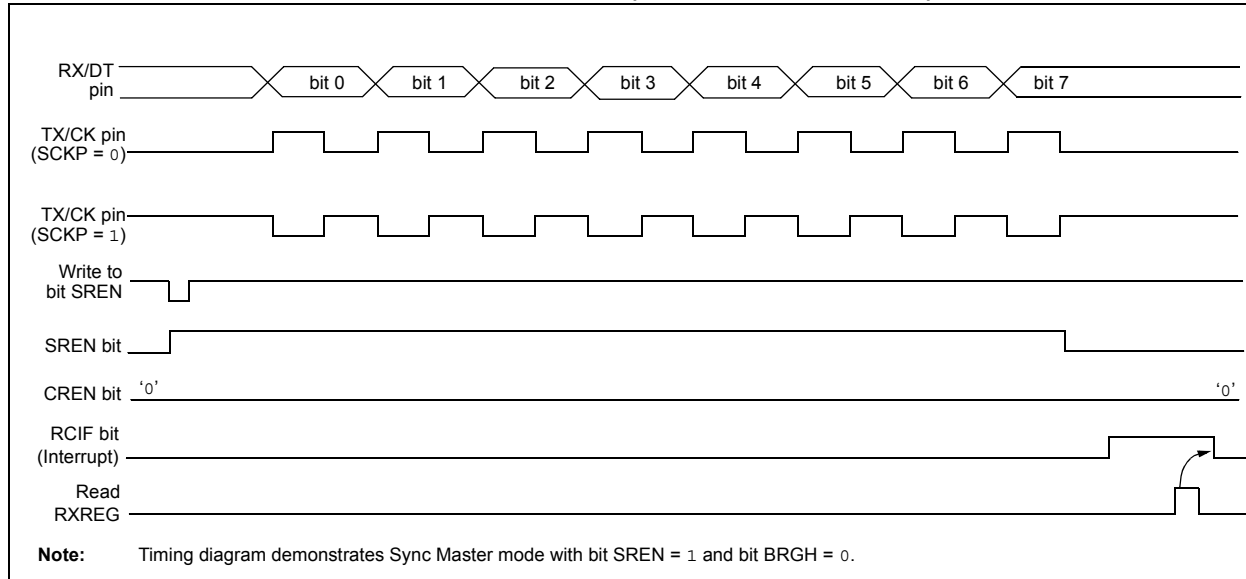 RX/DT
pin
bit 0 bit 1 bit 2 bit 3 bit 4 bit 5 bit 6 bit 7
TX/CK pin
(SCKP = 0)
TX/CK pin
(SCKP = 1)
Write to
bit SREN
SREN bit
CREN bit ‘0’ ‘0’
RCIF bit
(Interrupt)
Read
RXREG
Note: Timing diagram demonstrates Sync Master mode with bit SREN = 1 and bit BRGH = 0.